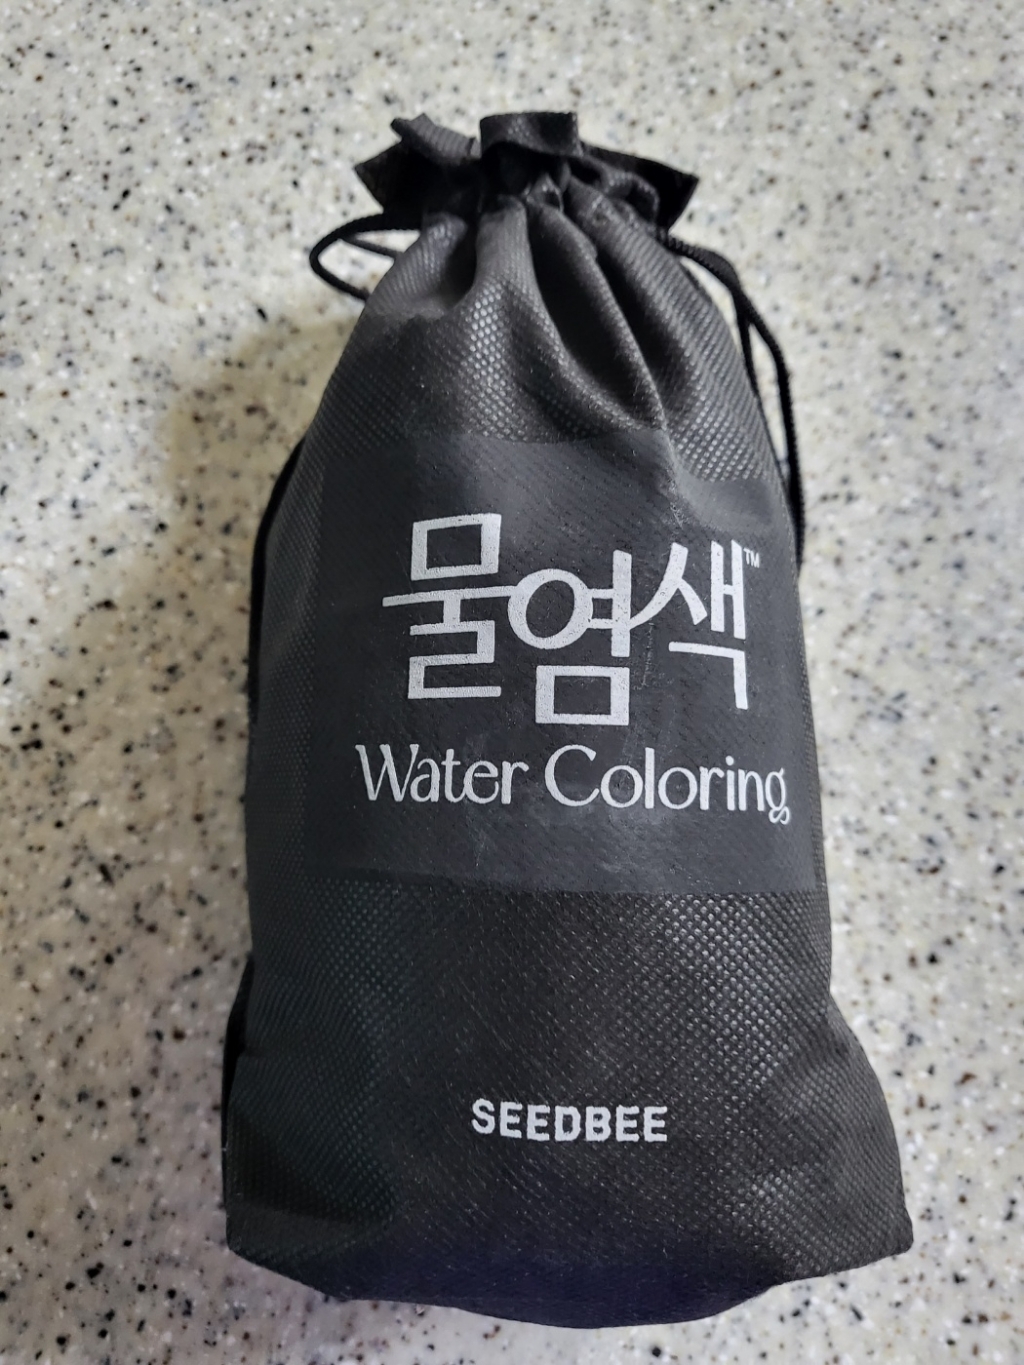 물염색™
Water Coloring
SEEDBEE